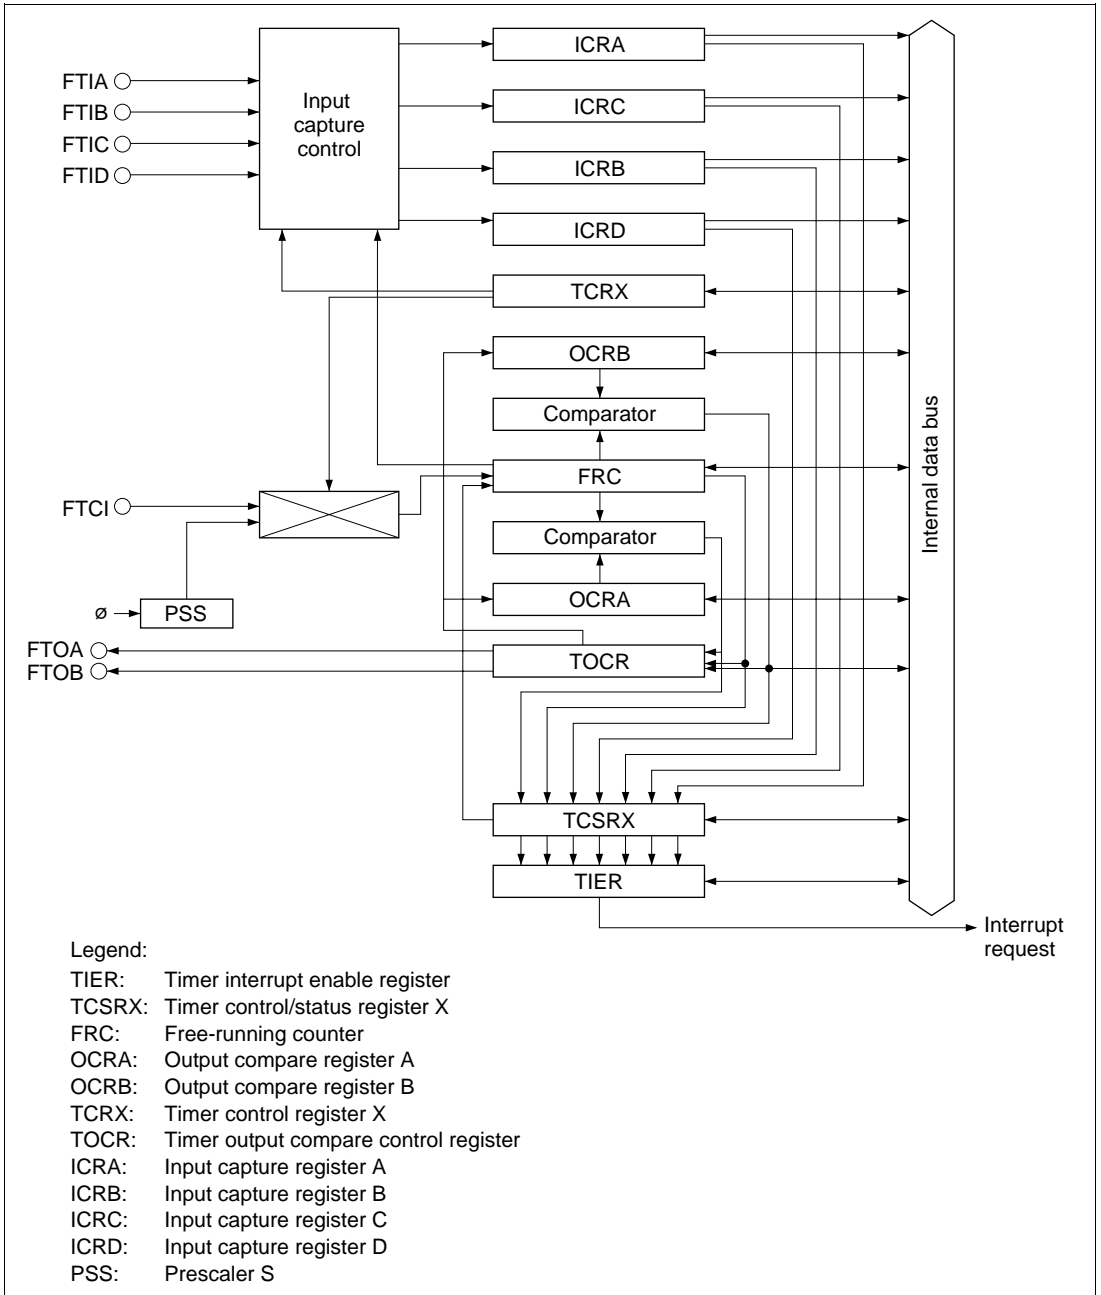 ICRA
FTIA
FTIB
FTIC
FTID
Input
capture
control
ICRC
ICRB
ICRD
TCRX
OCRB
Comparator
FRC
FTCI
Comparator
Internal data bus
OCRA
ø
PSS
FTOA
FTOB
TOCR
TCSRX
TIER
Interrupt
request
Legend:
TIER: Timer interrupt enable register
TCSRX: Timer control/status register X
FRC: Free-running counter
OCRA: Output compare register A
OCRB: Output compare register B
TCRX: Timer control register X
TOCR: Timer output compare control register
ICRA: Input capture register A
ICRB: Input capture register B
ICRC: Input capture register C
ICRD: Input capture register D
PSS: Prescaler S